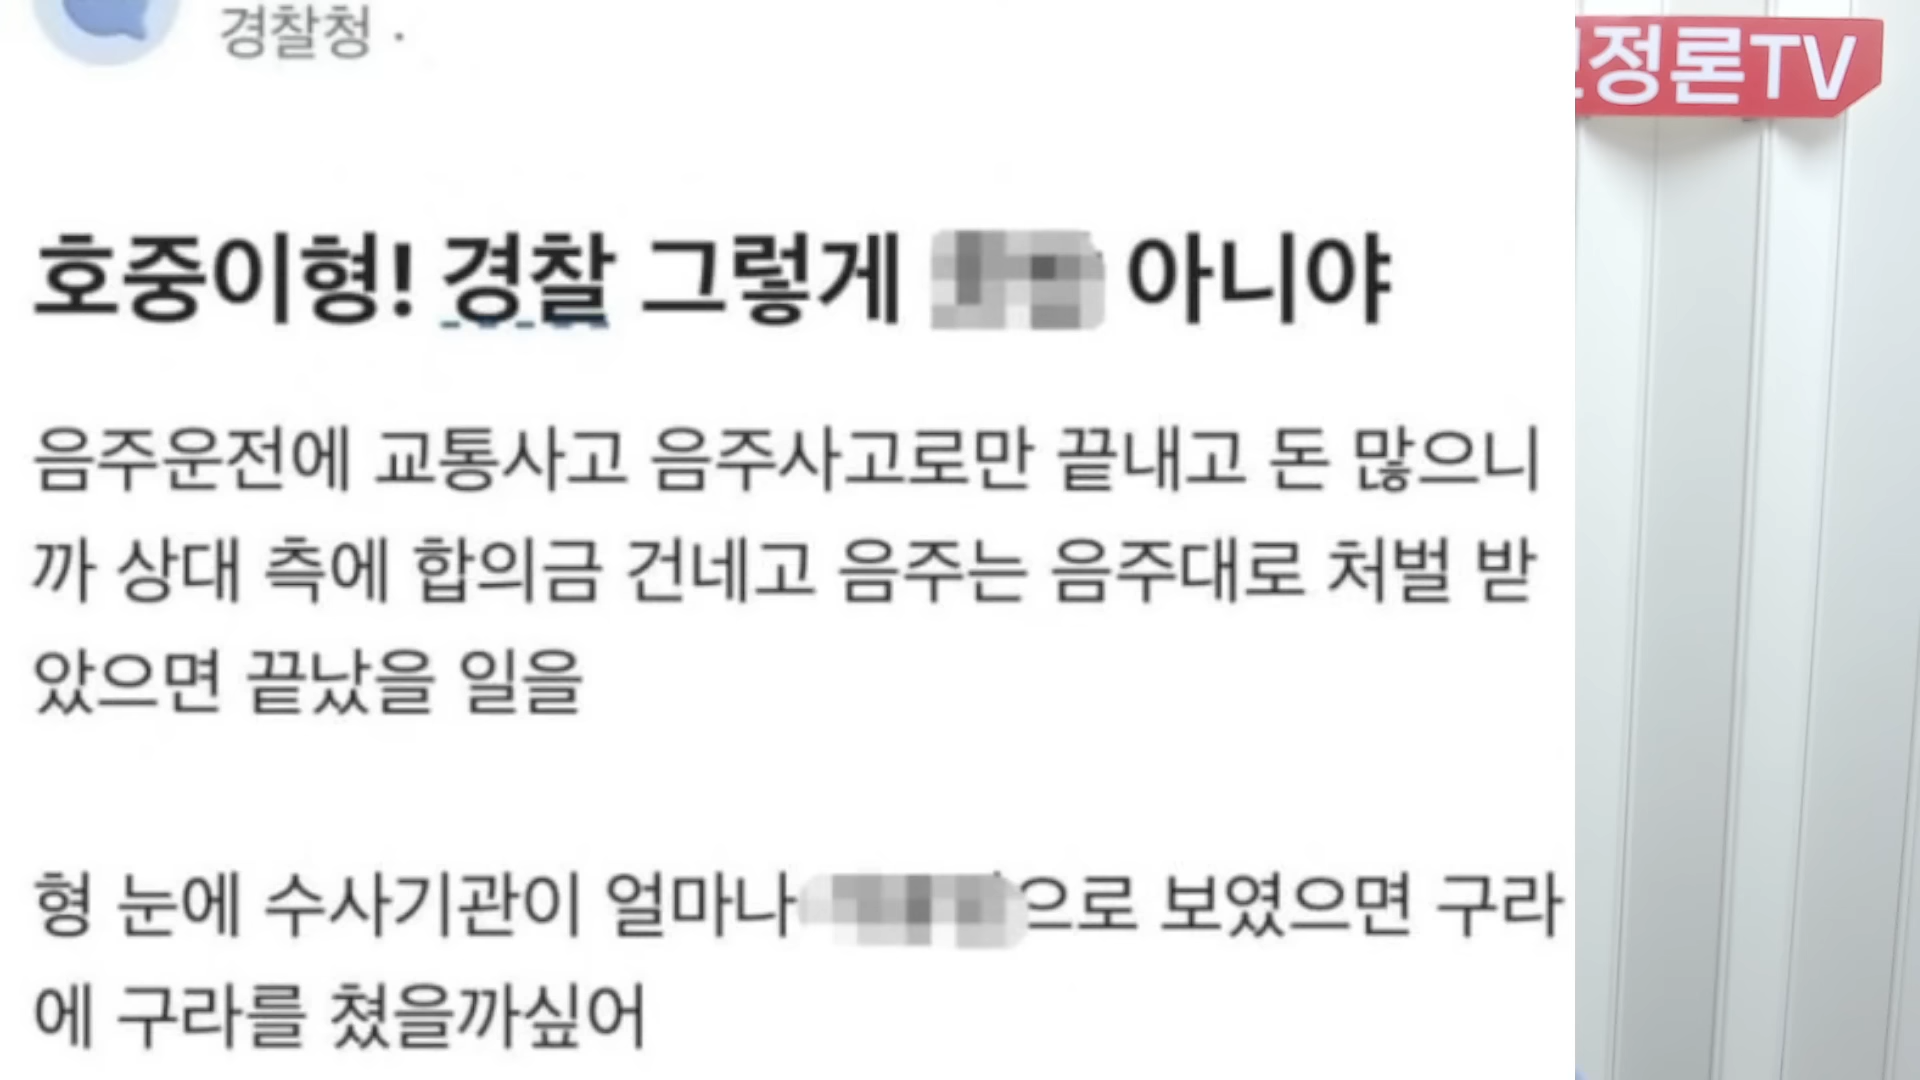 경찰청 ·
정론TV
호중이형! 경찰 그렇게 아니야
음주운전에 교통사고 음주사고로만 끝내고 돈 많으니
까 상대 측에 합의금 건네고 음주는 음주대로 처벌 받
았으면 끝났을 일을
형 눈에 수사기관이 얼마나 으로 보였으면 구라
에 구라를 쳤을까싶어